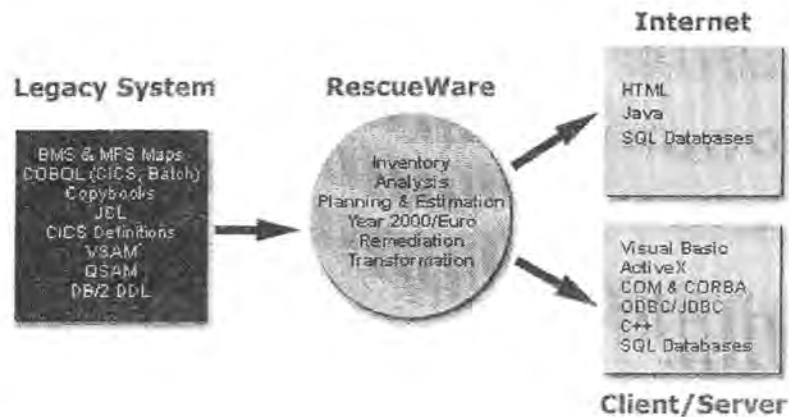 Legacy System
BMS & MFS Maps
COBOL (CICS, Batch)
Copybooks
JCL
CICS Definitions
VSAM
QSAM
DB/2 DDL
RescueWare
Inventory
Analysis
Planning & Estimation
Year 2000/Euro
Remediation
Transformation
Internet
HTML
Java
SQL Databases
Visual Basic
ActiveX
COM & CORBA
ODBC/JDBC
C++
SQL Databases
Client/Server